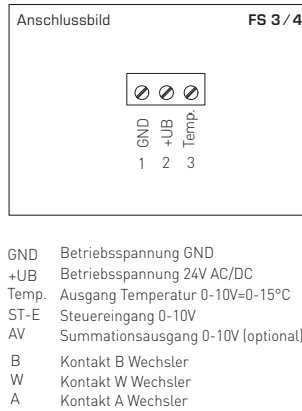 Anschlussbild FS 3 / 4
GND +UB Temp.
1 2 3
GND Betriebsspannung GND
+UB Betriebsspannung 24V AC/DC
Temp. Ausgang Temperatur 0-10V=0-15°C
ST-E Steuereingang 0-10V
AV Summationsausgang 0-10V (optional)
B Kontakt B Wechsler
W Kontakt W Wechsler
A Kontakt A Wechsler